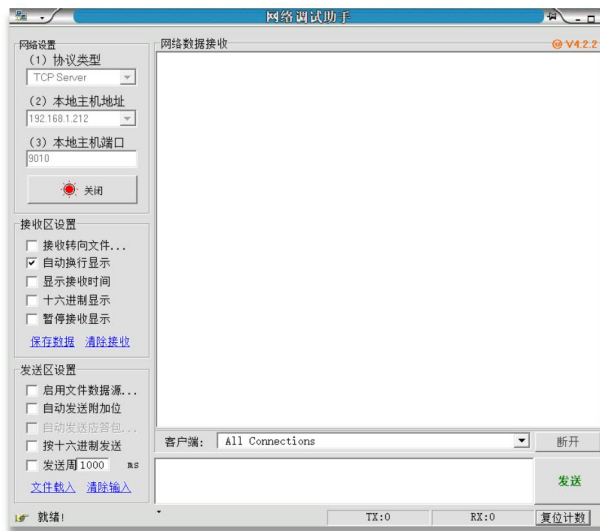 网络调试助手
网络设置
(1) 协议类型
TCP Server
(2) 本地主机地址
192.168.1.212
(3) 本地主机端口
9010
关闭
接收区设置
接收转向文件...
自动换行显示
显示接收时间
十六进制显示
暂停接收显示
保存数据 清除接收
发送区设置
启用文件数据源...
自动发送附加位
自动发送应答包...
按十六进制发送
发送周 1000 ms
文件载入 清除输入
网络数据接收
V4.2.2
客户端: All Connections 断开
发送
就绪! TX:0 RX:0 复位计数